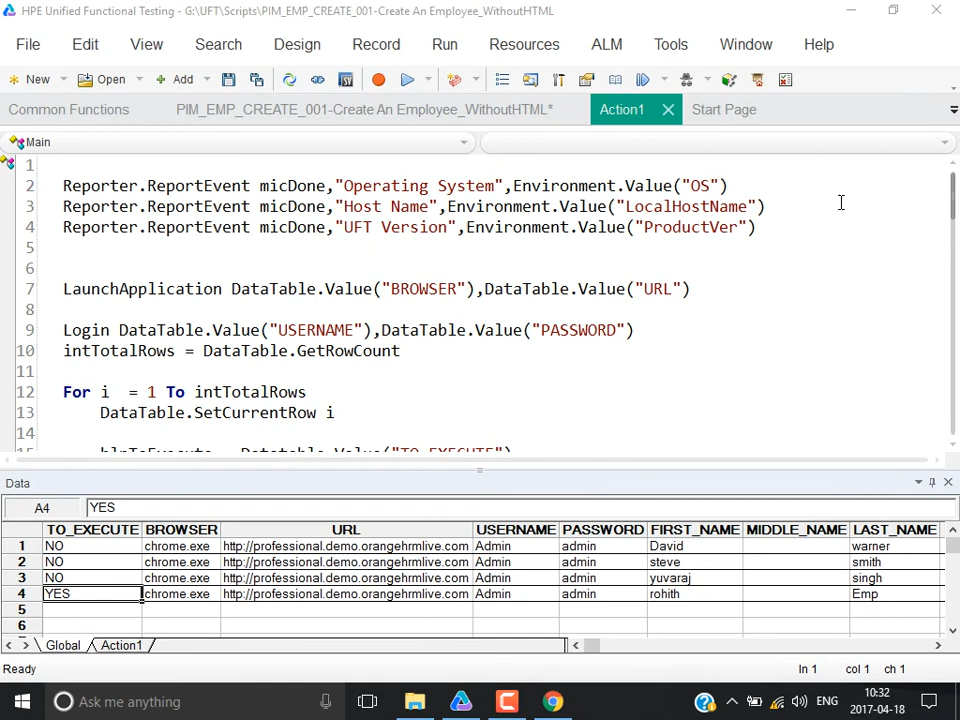 HPE Unified Functional Testing - G:\UFT\Scripts\PIM_EMP_CREATE_001-Create An Employee_WithoutHTML
File Edit View Search Design Record Run Resources ALM Tools Window Help
New Open Add
Common Functions PIM_EMP_CREATE_001-Create An Employee_WithoutHTML* Action1 Start Page
Main
1
2 Reporter.ReportEvent micDone,"Operating System",Environment.Value("OS")
3 Reporter.ReportEvent micDone,"Host Name",Environment.Value("LocalHostName")
4 Reporter.ReportEvent micDone,"UFT Version",Environment.Value("ProductVer")
5
6
7 LaunchApplication DataTable.Value("BROWSER"),DataTable.Value("URL")
8
9 Login DataTable.Value("USERNAME"),DataTable.Value("PASSWORD")
10 intTotalRows = DataTable.GetRowCount
11
12 For i = 1 To intTotalRows
13 DataTable.SetCurrentRow i
14
Data
A4 YES
TO_EXECUTE BROWSER URL USERNAME PASSWORD FIRST_NAME MIDDLE_NAME LAST_NAME
1 NO chrome.exe http://professional.demo.orangehrmlive.com Admin admin David warner
2 NO chrome.exe http://professional.demo.orangehrmlive.com Admin admin steve smith
3 NO chrome.exe http://professional.demo.orangehrmlive.com Admin admin yuvaraj singh
4 YES chrome.exe http://professional.demo.orangehrmlive.com Admin admin rohith Emp
5
6
Global Action1
Ready ln 1 col 1 ch 1
Ask me anything ENG 10:32
2017-04-18